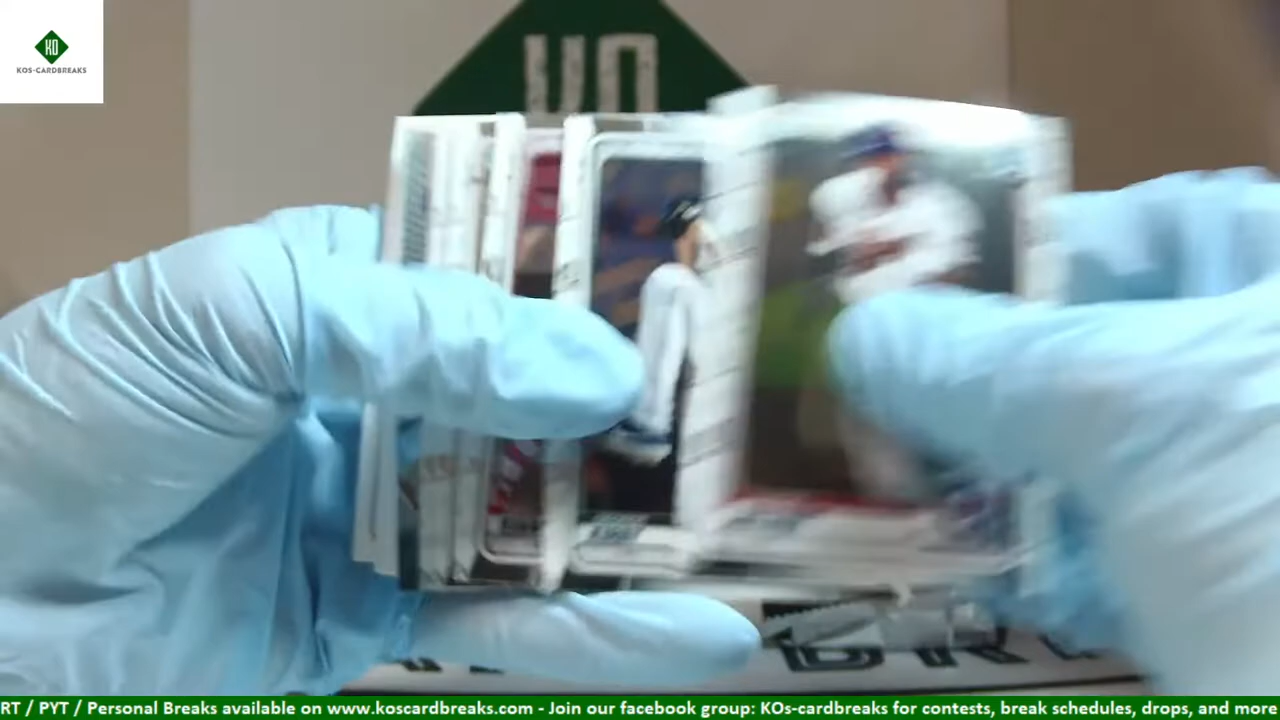 KO
KOS-CARDBREAKS
KO
RT / PYT / Personal Breaks available on www.koscardbreaks.com - Join our facebook group: KOs-cardbreaks for contests, break schedules, drops, and more